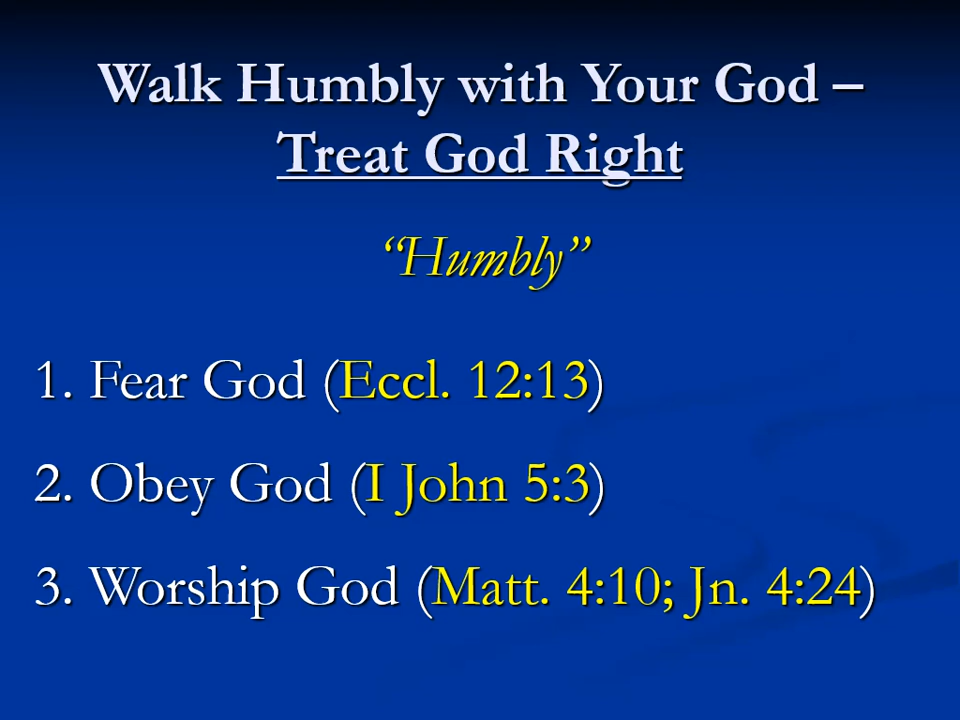 Walk Humbly with Your God –
Treat God Right
“Humbly”
1. Fear God (Eccl. 12:13)
2. Obey God (I John 5:3)
3. Worship God (Matt. 4:10; Jn. 4:24)